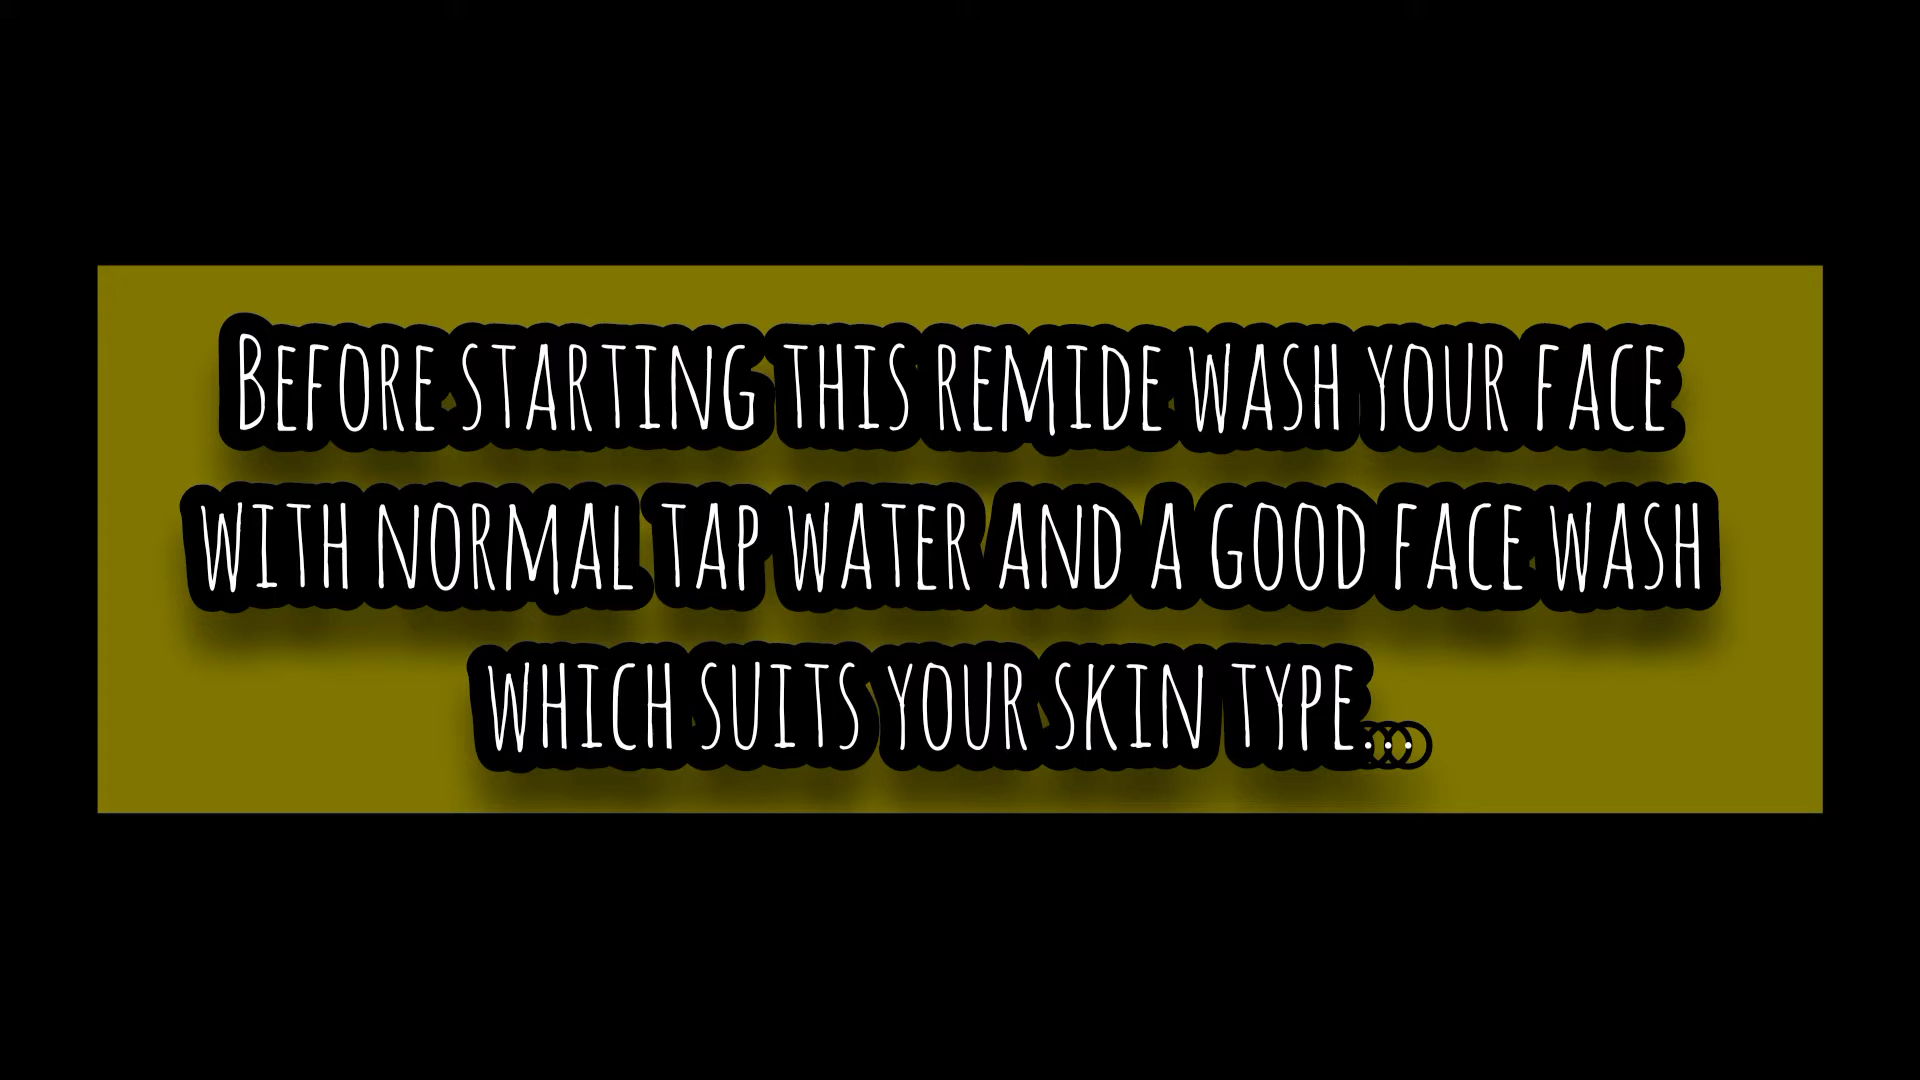 Before starting this remide wash your face
with normal tap water and a good face wash
which suits your skin type...